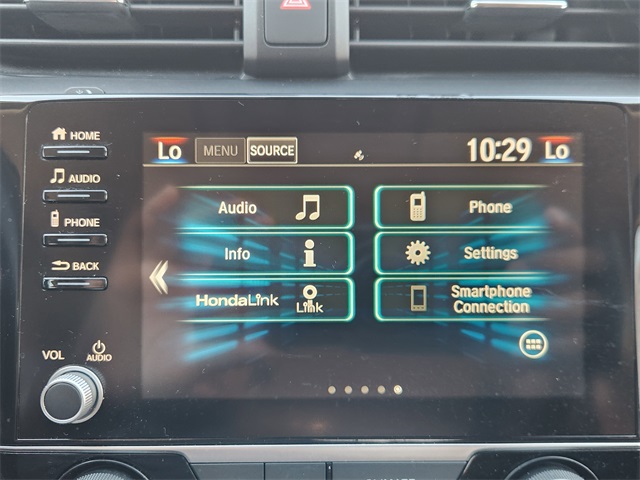 HOME
AUDIO
PHONE
BACK
VOL
AUDIO
Lo MENU SOURCE 10:29 Lo
Audio Phone
Info Settings
HondaLink Link Smartphone
Connection
CLIMATE